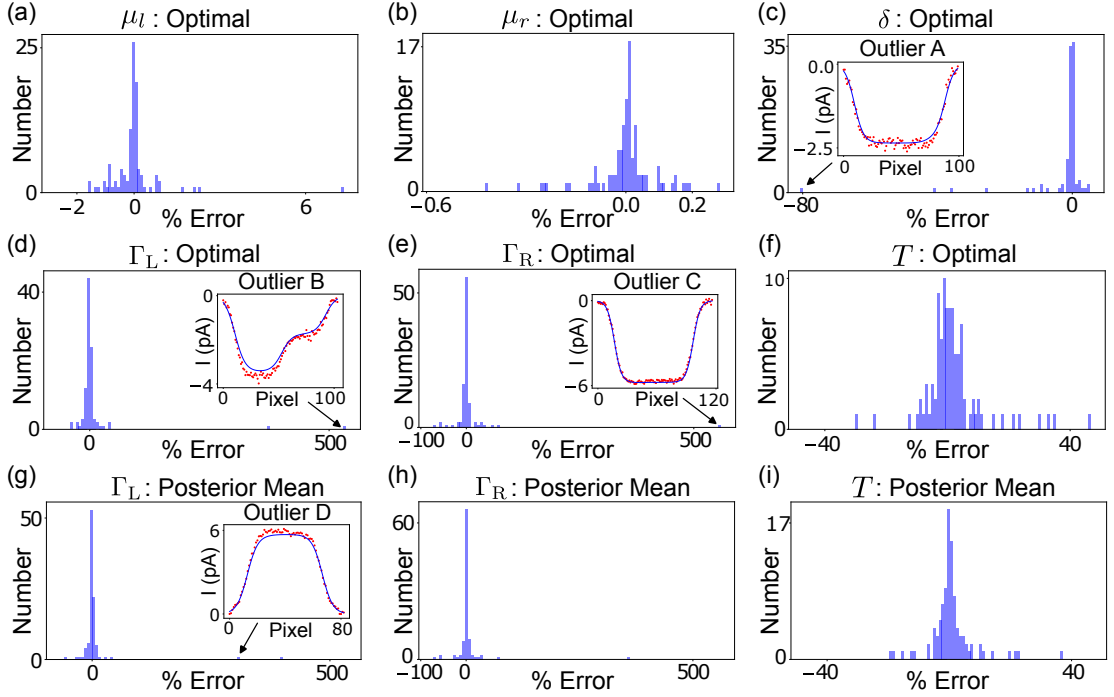 (a) μ_l : Optimal
Number
25
0
−2 0 6
% Error
(b) μ_r : Optimal
Number
17
0
−0.6 0.0 0.2
% Error
(c) δ : Optimal
Number
35
0
−80 0
% Error
Outlier A
I (pA)
0.0
−2.5
0 100
Pixel
(d) Γ_L : Optimal
Number
40
0
0 500
% Error
Outlier B
I (pA)
0
−4
0 100
Pixel
(e) Γ_R : Optimal
Number
50
0
−100 0 500
% Error
Outlier C
I (pA)
0
−6
0 120
Pixel
(f) T : Optimal
Number
10
0
−40 0 40
% Error
(g) Γ_L : Posterior Mean
Number
50
0
0 500
% Error
Outlier D
I (pA)
6
0
0 80
Pixel
(h) Γ_R : Posterior Mean
Number
60
0
−100 0 500
% Error
(i) T : Posterior Mean
Number
17
0
−40 0 40
% Error